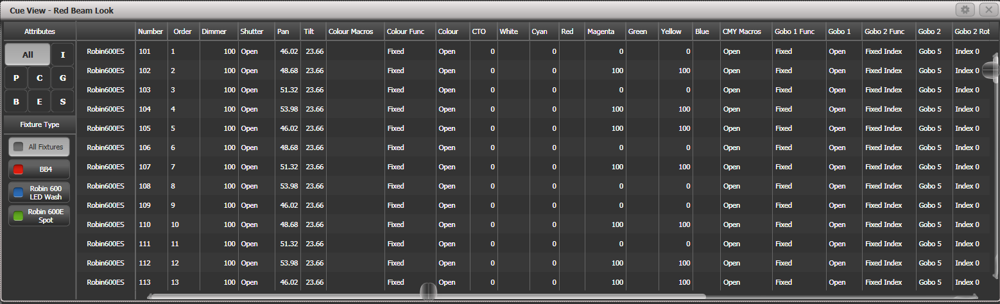 Cue View - Red Beam Look
Attributes
All I
P C G
B E S
Fixture Type
All Fixtures
BB4
Robin 600
LED Wash
Robin 600E
Spot
Number Order Dimmer Shutter Pan Tilt Colour Macros Colour Func Colour CTO White Cyan Red Magenta Green Yellow Blue CMY Macros Gobo 1 Func Gobo 1 Gobo 2 Func Gobo 2 Gobo 2 Rot
Robin600ES 101 1 100 Open 46.02 23.66 Fixed Open 0 0 0 0 Open Fixed Open Fixed Index Gobo 5 Index 0
Robin600ES 102 2 100 Open 48.68 23.66 Fixed Open 0 0 100 100 Open Fixed Open Fixed Index Gobo 5 Index 0
Robin600ES 103 3 100 Open 51.32 23.66 Fixed Open 0 0 0 0 Open Fixed Open Fixed Index Gobo 5 Index 0
Robin600ES 104 4 100 Open 53.98 23.66 Fixed Open 0 0 100 100 Open Fixed Open Fixed Index Gobo 5 Index 0
Robin600ES 105 5 100 Open 46.02 23.66 Fixed Open 0 0 100 100 Open Fixed Open Fixed Index Gobo 5 Index 0
Robin600ES 106 6 100 Open 48.68 23.66 Fixed Open 0 0 0 0 Open Fixed Open Fixed Index Gobo 5 Index 0
Robin600ES 107 7 100 Open 51.32 23.66 Fixed Open 0 0 100 100 Open Fixed Open Fixed Index Gobo 5 Index 0
Robin600ES 108 8 100 Open 53.98 23.66 Fixed Open 0 0 0 0 Open Fixed Open Fixed Index Gobo 5 Index 0
Robin600ES 109 9 100 Open 46.02 23.66 Fixed Open 0 0 0 0 Open Fixed Open Fixed Index Gobo 5 Index 0
Robin600ES 110 10 100 Open 48.68 23.66 Fixed Open 0 0 100 100 Open Fixed Open Fixed Index Gobo 5 Index 0
Robin600ES 111 11 100 Open 51.32 23.66 Fixed Open 0 0 0 0 Open Fixed Open Fixed Index Gobo 5 Index 0
Robin600ES 112 12 100 Open 53.98 23.66 Fixed Open 0 0 100 100 Open Fixed Open Fixed Index Gobo 5 Index 0
Robin600ES 113 13 100 Open 46.02 23.66 Fixed Open 0 0 100 100 Open Fixed Open Fixed Index Gobo 5 Index 0